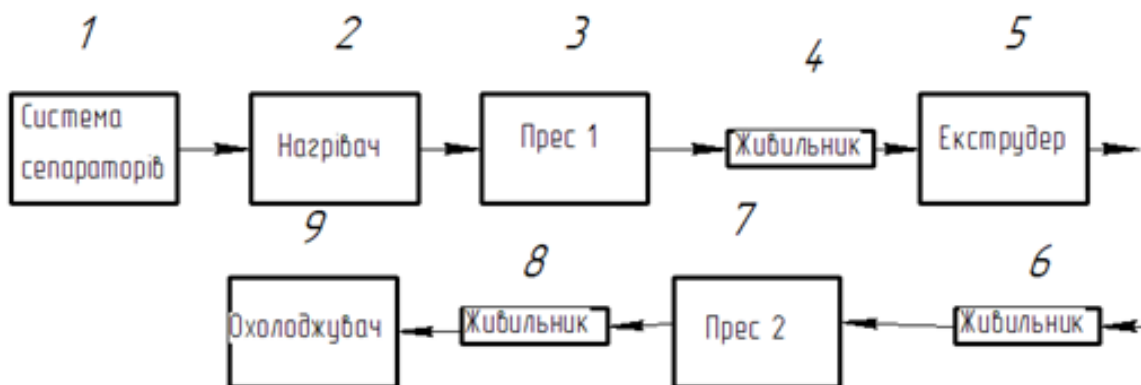 1 2 3 4 5
Система
сепараторів
Нагрівач
Прес 1
Живильник
Екструдер
9 8 7 6
Охолоджувач
Живильник
Прес 2
Живильник